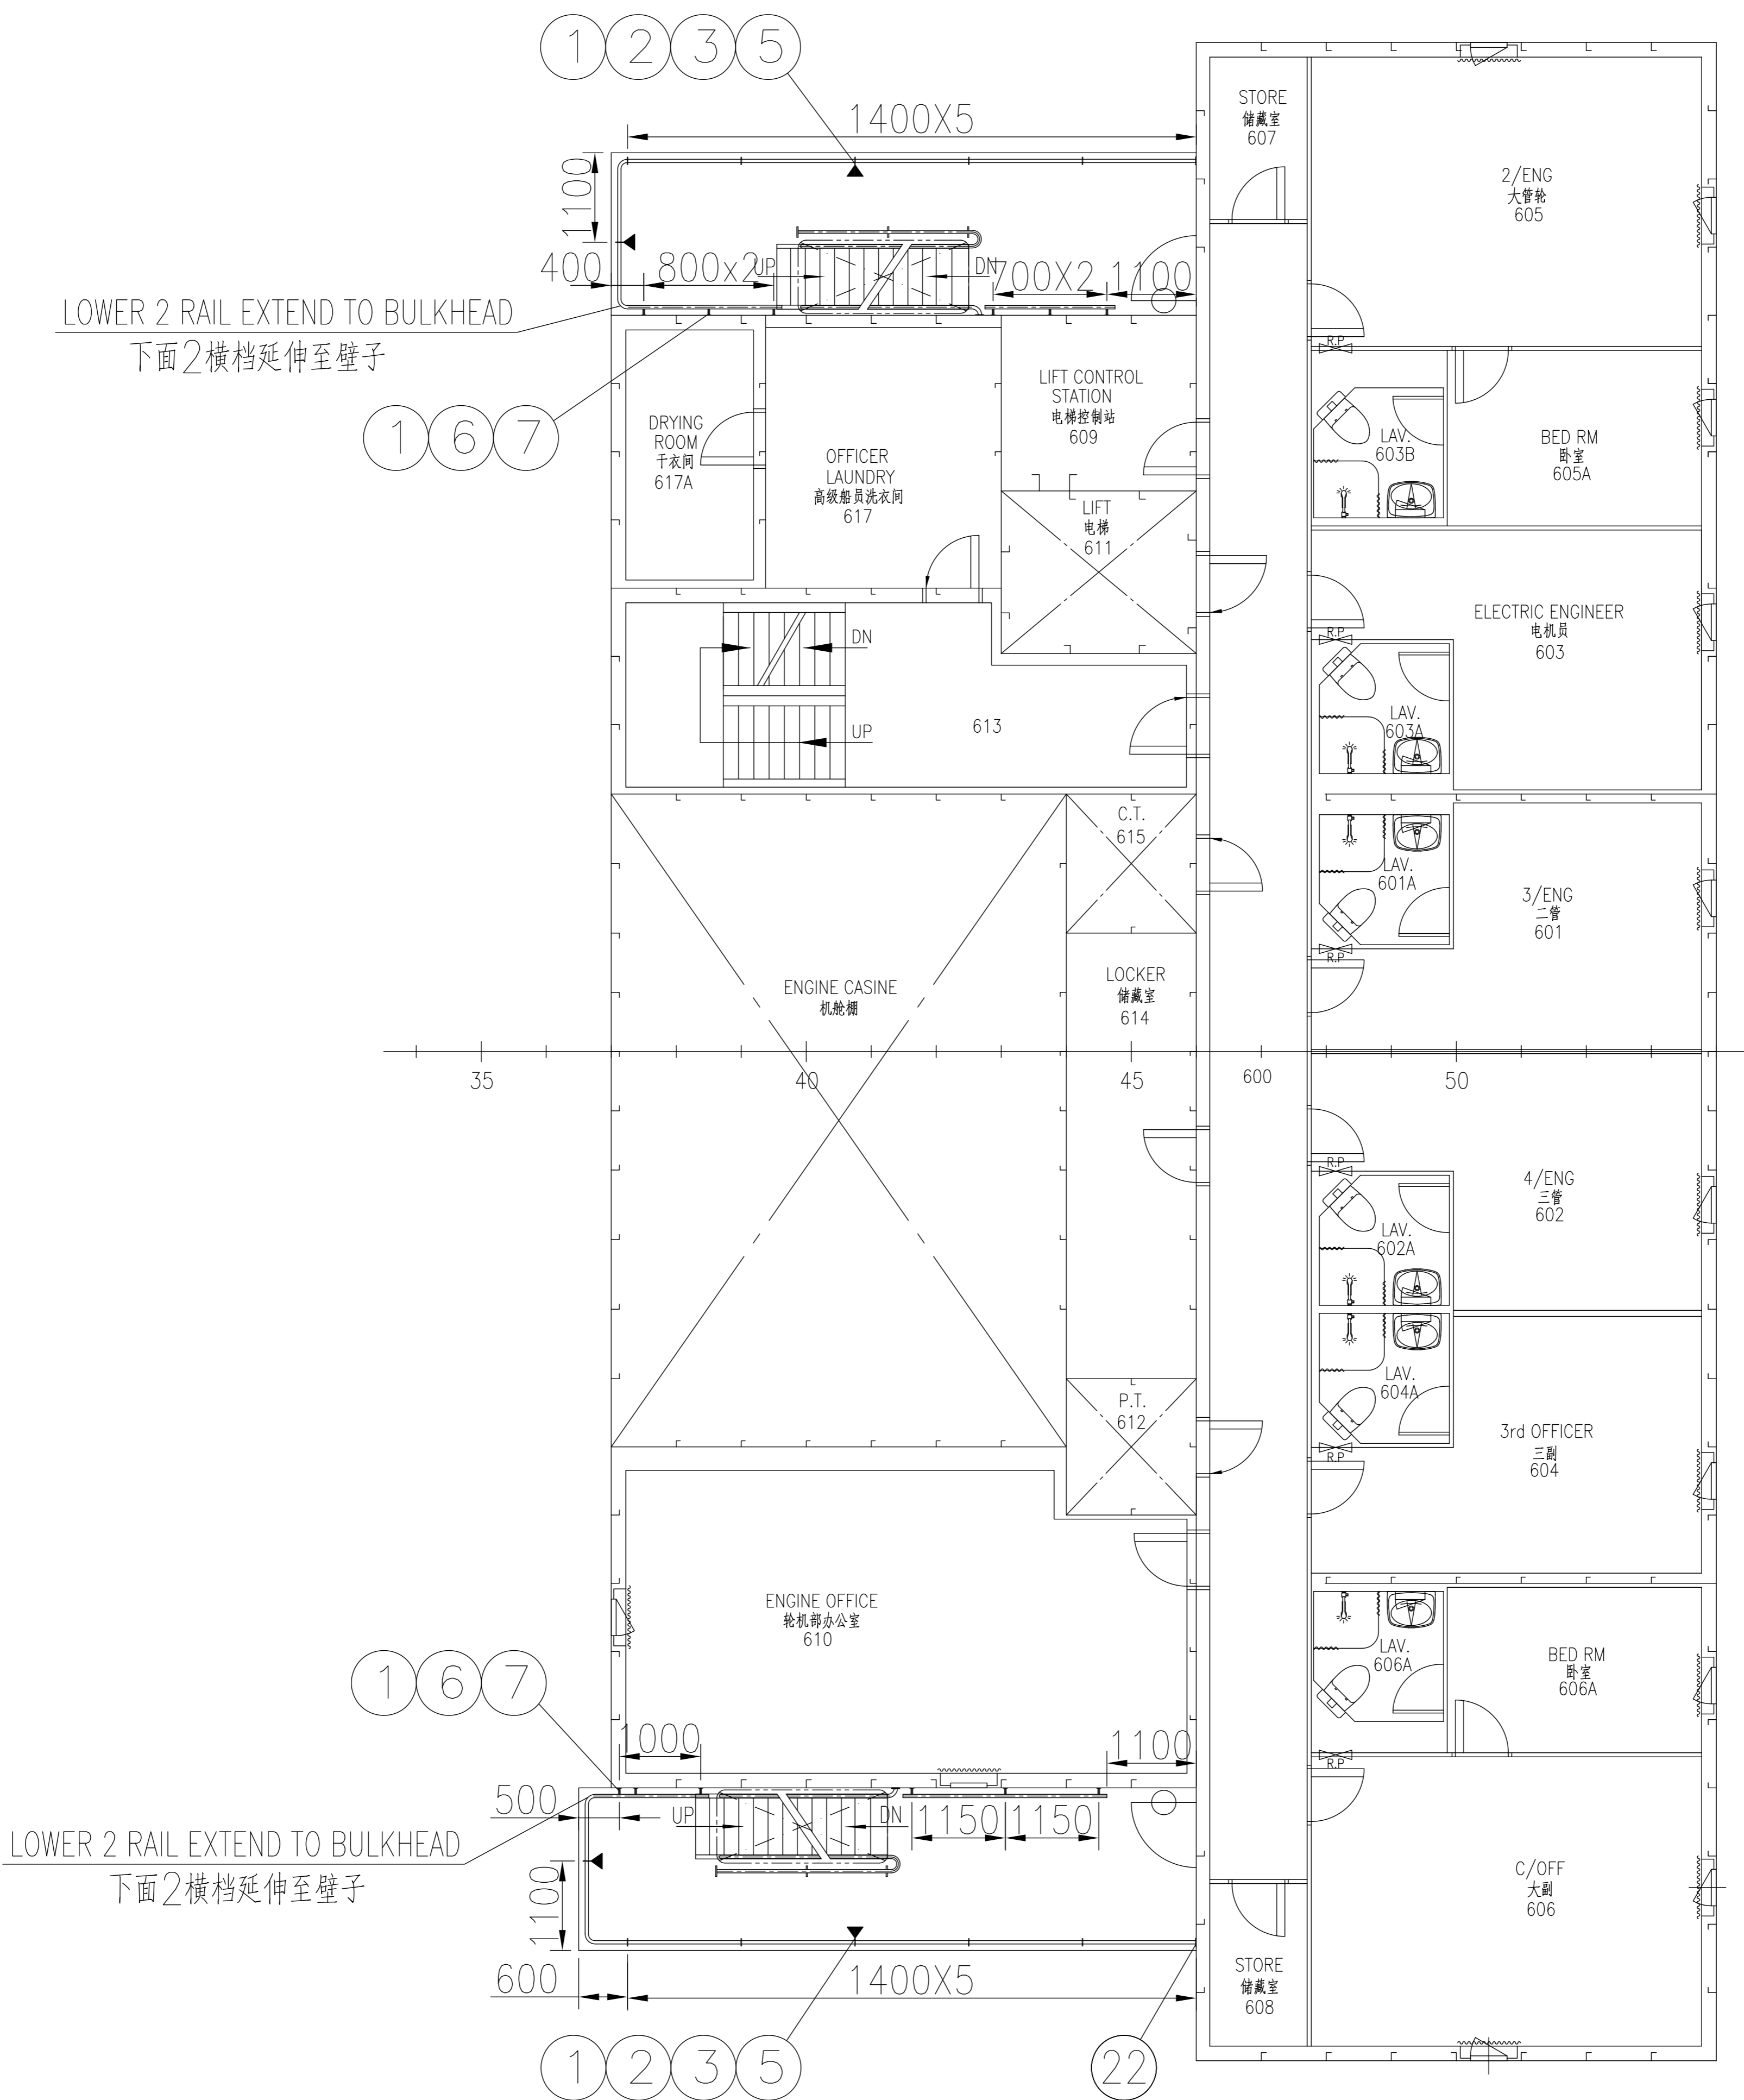 1 2 3 5
1400X5
STORE
储藏室
607
2/ENG
大管轮
605
1100
400
800x2
UP
DN
700X2
1100
LOWER 2 RAIL EXTEND TO BULKHEAD
下面2横档延伸至壁子
R.P
1 6 7
DRYING
ROOM
干衣间
617A
OFFICER
LAUNDRY
高级船员洗衣间
617
LIFT CONTROL
STATION
电梯控制站
609
LAV.
603B
BED RM
卧室
605A
LIFT
电梯
611
ELECTRIC ENGINEER
电机员
603
R.P
DN
UP
613
LAV.
603A
C.T.
615
LAV.
601A
3/ENG
二管
601
R.P
ENGINE CASINE
机舱棚
LOCKER
储藏室
614
35
40
45
600
50
R.P
4/ENG
三管
602
LAV.
602A
LAV.
604A
P.T.
612
3rd OFFICER
三副
604
R.P
ENGINE OFFICE
轮机部办公室
610
LAV.
606A
BED RM
卧室
606A
1 6 7
1000
1100
R.P
500
UP
DN
1150
1150
LOWER 2 RAIL EXTEND TO BULKHEAD
下面2横档延伸至壁子
1100
C/OFF
大副
606
600
1400X5
STORE
储藏室
608
1 2 3 5
22